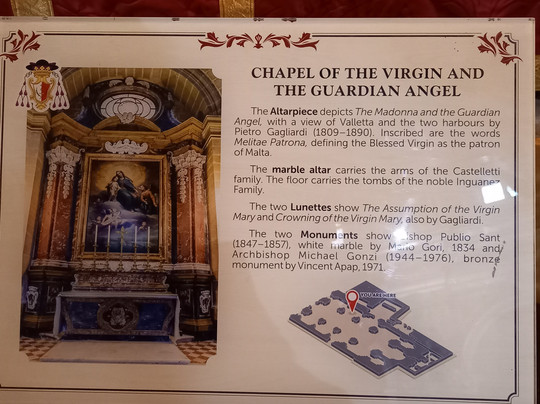 CHAPEL OF THE VIRGIN AND
THE GUARDIAN ANGEL
The Altarpiece depicts The Madonna and the Guardian
Angel, with a view of Valletta and the two harbours by
Pietro Gagliardi (1809–1890). Inscribed are the words
Melitae Patrona, defining the Blessed Virgin as the patron
of Malta.
The marble altar carries the arms of the Castelletti
family. The floor carries the tombs of the noble Inguanez
Family.
The two Lunettes show The Assumption of the Virgin
Mary and Crowning of the Virgin Mary, also by Gagliardi.
The two Monuments show Bishop Publio Sant
(1847–1857), white marble by Mario Gori, 1834 and
Archbishop Michael Gonzi (1944–1976), bronze
monument by Vincent Apap, 1971.
YOU ARE HERE